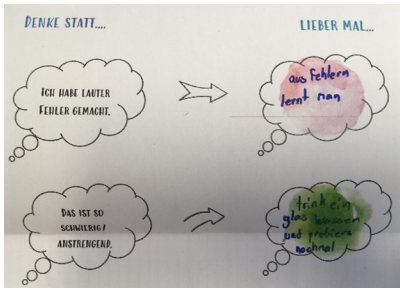 DENKE STATT....
LIEBER MAL...
ICH HABE LAUTER
FEHLER GEMACHT.
aus Fehlern
lernt man
DAS IST SO
SCHWIERIG/
ANSTRENGEND.
trink ein
glas wasser
und probiers
nochmal